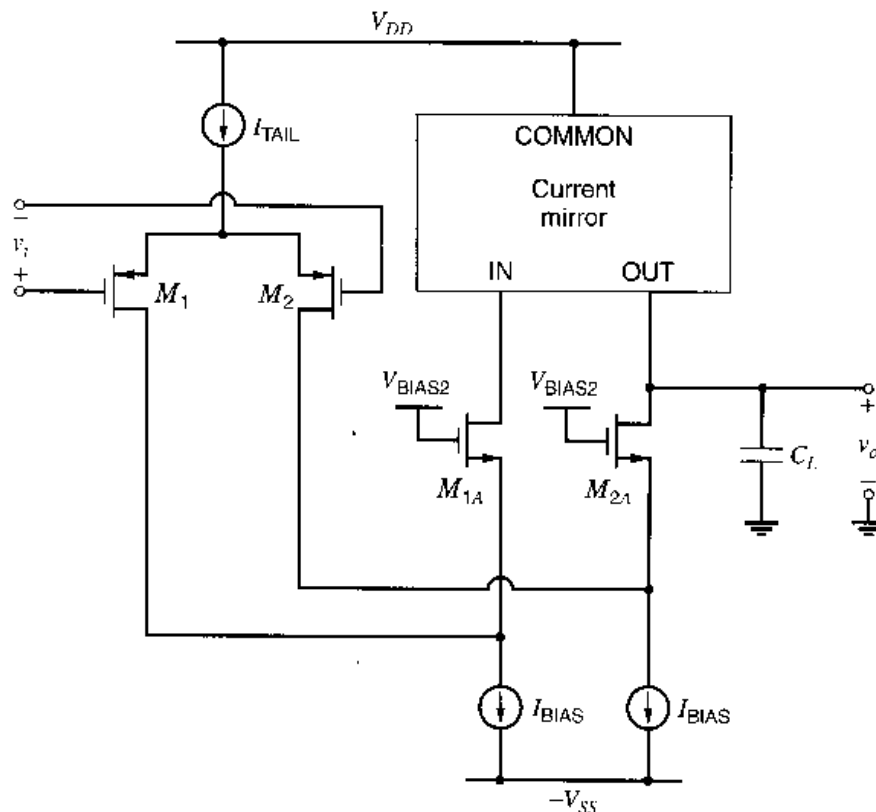 V_DD
I_TAIL
COMMON
Current
mirror
IN OUT
−
v_i
+
M_1 M_2
V_BIAS2 V_BIAS2
M_1A M_2A
C_L
+
v_o
−
I_BIAS I_BIAS
−V_SS